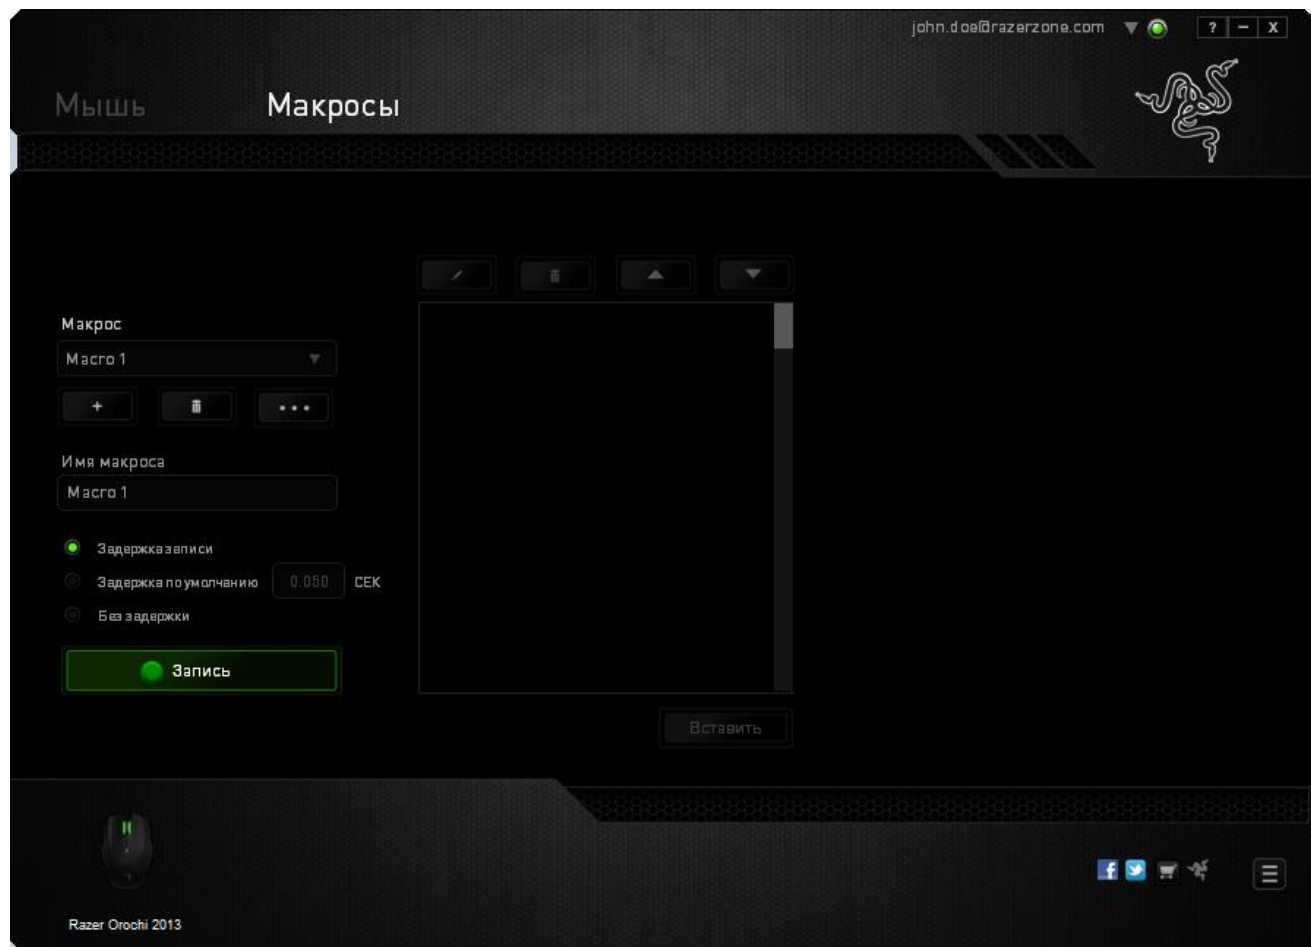 john.doe@razerzone.com
? – X
Мышь Макросы
Макрос
Macro 1
Имя макроса
Macro 1
Задержка записи
Задержка по умолчанию 0.050 СЕК
Без задержки
Запись
Вставить
Razer Orochi 2013